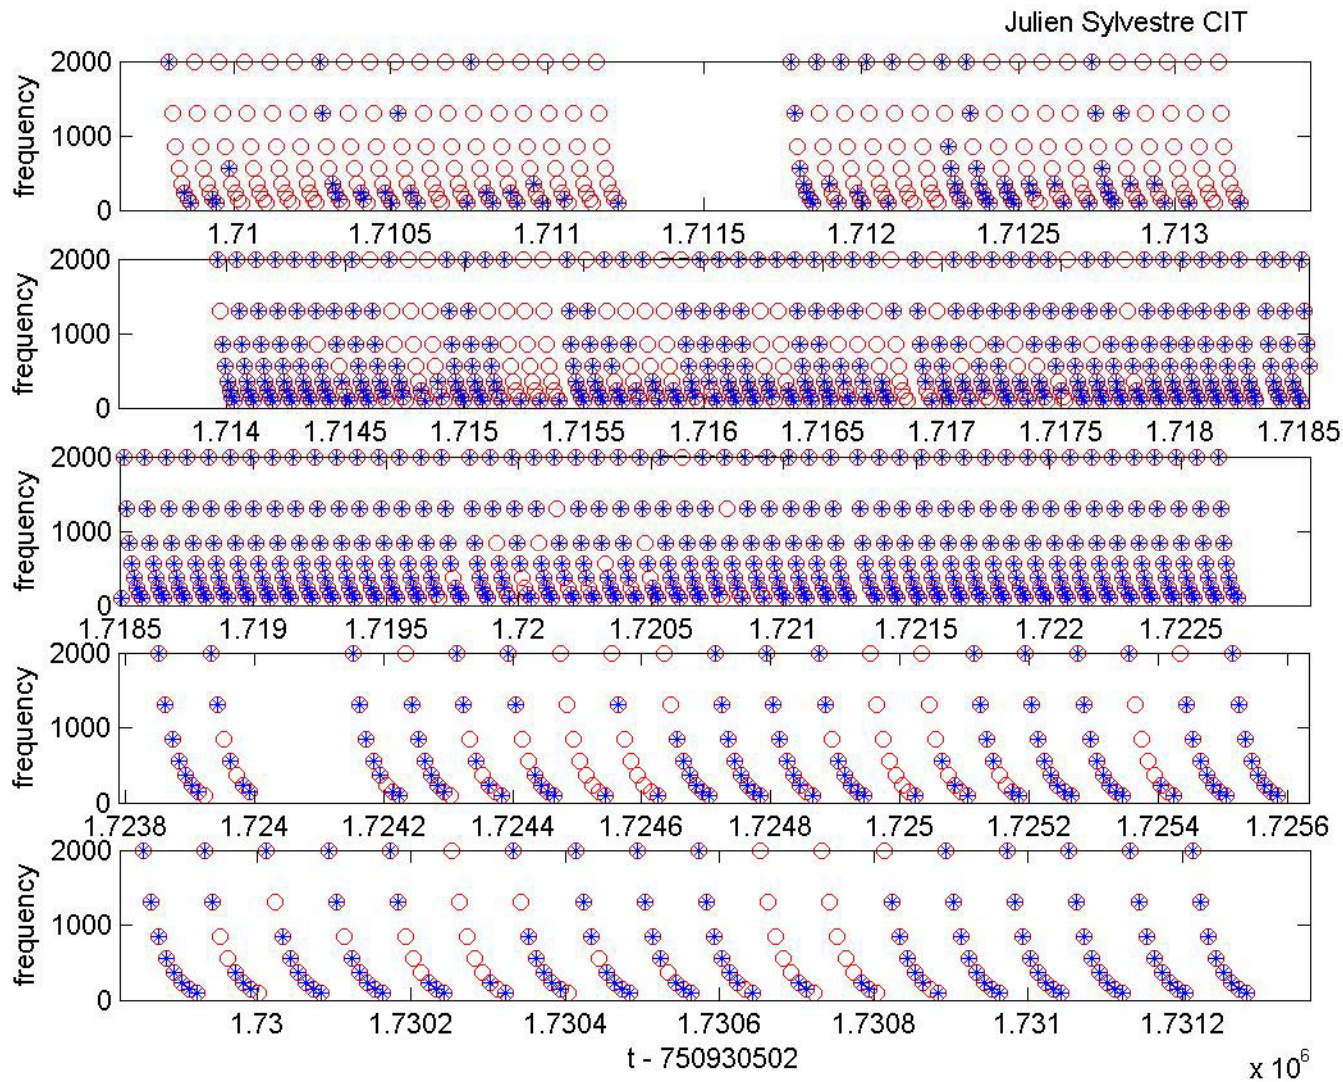 Julien Sylvestre CIT
2000
1000
0
frequency
1.71 1.7105 1.711 1.7115 1.712 1.7125 1.713
2000
1000
0
frequency
1.714 1.7145 1.715 1.7155 1.716 1.7165 1.717 1.7175 1.718 1.7185
2000
1000
0
frequency
1.7185 1.719 1.7195 1.72 1.7205 1.721 1.7215 1.722 1.7225
2000
1000
0
frequency
1.7238 1.724 1.7242 1.7244 1.7246 1.7248 1.725 1.7252 1.7254 1.7256
2000
1000
0
frequency
1.73 1.7302 1.7304 1.7306 1.7308 1.731 1.7312
t - 750930502
x 10^6